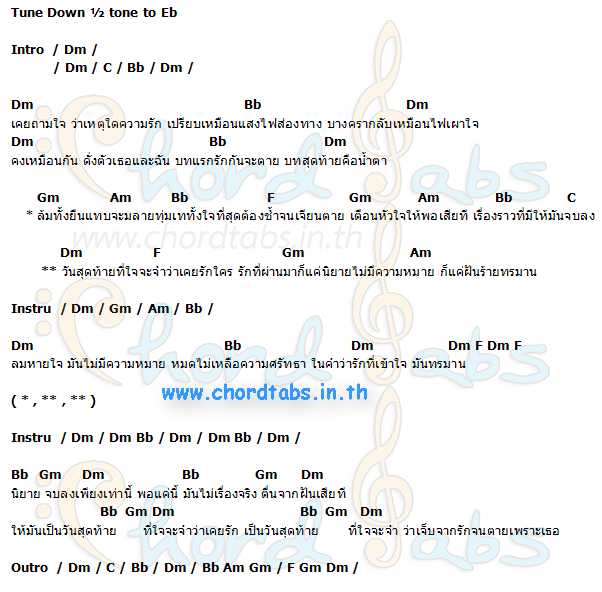 Tune Down ½ tone to Eb
Intro / Dm /
/ Dm / C / Bb / Dm /
Dm Bb Dm
เคยถามใจ ว่าเหตุใดความรัก เปรียบเหมือนแสงไฟส่องทาง บางครากลับเหมือนไฟเผาใจ
Dm Bb Dm
คงเหมือนกัน ดั่งตัวเธอและฉัน บทแรกรักกันจะตาย บทสุดท้ายคือน้ำตา
Gm Am Bb F Gm Am Bb C
* ล้มทั้งยืนแทบจะมลายทุ่มเททั้งใจที่สุดต้องช้ำจนเจียนตาย เตือนหัวใจให้พอเสียที เรื่องราวที่มีให้มันจบลง
www.chordtabs.in.th
Dm F Gm Am
** วันสุดท้ายที่ใจจะจำว่าเคยรักใคร รักที่ผ่านมาก็แค่นิยายไม่มีความหมาย ก็แค่ฝันร้ายทรมาน
Instru / Dm / Gm / Am / Bb /
Dm Bb Dm Dm F Dm F
ลมหายใจ มันไม่มีความหมาย หมดไม่เหลือความศรัทธา ในคำว่ารักที่เข้าใจ มันทรมาน
www.chordtabs.in.th
( * , ** , ** )
Instru / Dm / Dm Bb / Dm / Dm Bb / Dm /
Bb Gm Dm Bb Gm Dm
นิยาย จบลงเพียงเท่านี้ พอแค่นี้ มันไม่เรื่องจริง ตื่นจากฝันเสียที
Bb Gm Dm Bb Gm Dm
ให้มันเป็นวันสุดท้าย ที่ใจจะจำว่าเคยรัก เป็นวันสุดท้าย ที่ใจจะจำ ว่าเจ็บจากรักจนตายเพราะเธอ
Outro / Dm / C / Bb / Dm / Bb Am Gm / F Gm Dm /